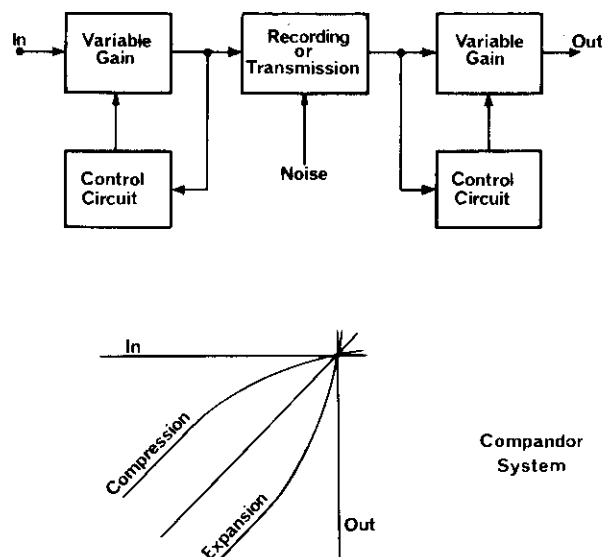 In
Variable
Gain
Recording
or
Transmission
Variable
Gain
Out
Control
Circuit
Noise
Control
Circuit
In
Compression
Expansion
Out
Compandor
System